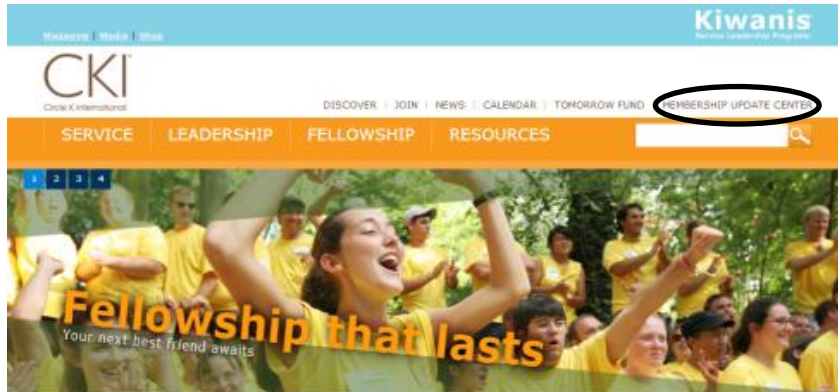 Kiwanis
Service Leadership Programs
Magazine | Media | Shop
CKI
Circle K International
DISCOVER | JOIN | NEWS | CALENDAR | TOMORROW FUND | MEMBERSHIP UPDATE CENTER
SERVICE LEADERSHIP FELLOWSHIP RESOURCES
1 2 3 4
Fellowship that lasts
Your next best friend awaits